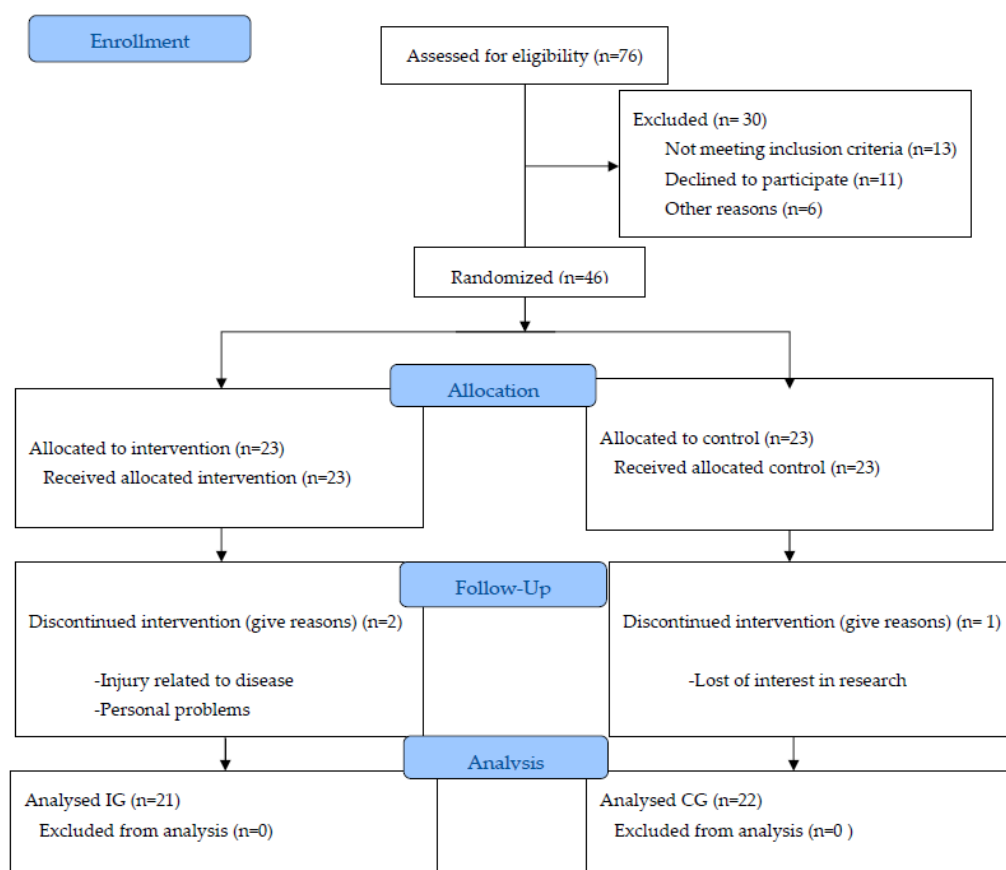 Enrollment
Assessed for eligibility (n=76)
Excluded (n= 30)
Not meeting inclusion criteria (n=13)
Declined to participate (n=11)
Other reasons (n=6)
Randomized (n=46)
Allocation
Allocated to intervention (n=23)
Received allocated intervention (n=23)
Allocated to control (n=23)
Received allocated control (n=23)
Follow-Up
Discontinued intervention (give reasons) (n=2)
-Injury related to disease
-Personal problems
Discontinued intervention (give reasons) (n= 1)
-Lost of interest in research
Analysis
Analysed IG (n=21)
Excluded from analysis (n=0)
Analysed CG (n=22)
Excluded from analysis (n=0 )